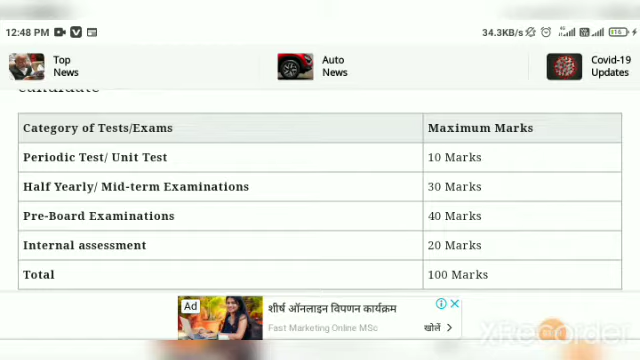 12:48 PM
34.3KB/s
Top
News
Auto
News
Covid-19
Updates
candidate
Category of Tests/Exams Maximum Marks
Periodic Test/ Unit Test 10 Marks
Half Yearly/ Mid-term Examinations 30 Marks
Pre-Board Examinations 40 Marks
Internal assessment 20 Marks
Total 100 Marks
Ad
शीर्ष ऑनलाइन विपणन कार्यक्रम
Fast Marketing Online MSc
खोलें
XRecorder